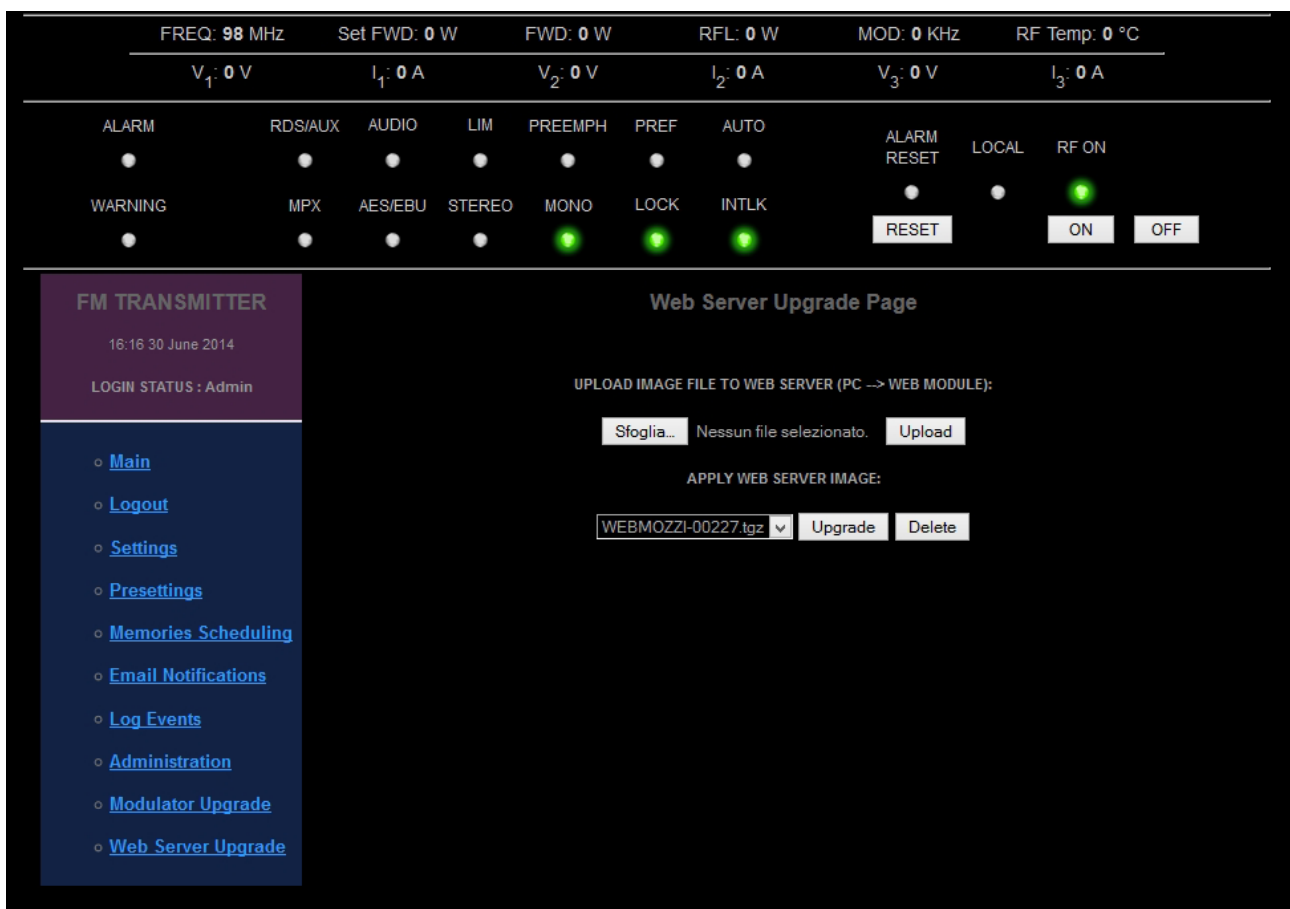 FREQ: 98 MHz Set FWD: 0 W FWD: 0 W RFL: 0 W MOD: 0 KHz RF Temp: 0 °C
V1: 0 V I1: 0 A V2: 0 V I2: 0 A V3: 0 V I3: 0 A
ALARM RDS/AUX AUDIO LIM PREEMPH PREF AUTO
ALARM RESET LOCAL RF ON
WARNING MPX AES/EBU STEREO MONO LOCK INTLK
RESET ON OFF
FM TRANSMITTER
16:16 30 June 2014
LOGIN STATUS : Admin
Main
Logout
Settings
Presettings
Memories Scheduling
Email Notifications
Log Events
Administration
Modulator Upgrade
Web Server Upgrade
Web Server Upgrade Page
UPLOAD IMAGE FILE TO WEB SERVER (PC --> WEB MODULE):
Sfoglia... Nessun file selezionato. Upload
APPLY WEB SERVER IMAGE:
WEBMOZZI-00227.tgz Upgrade Delete